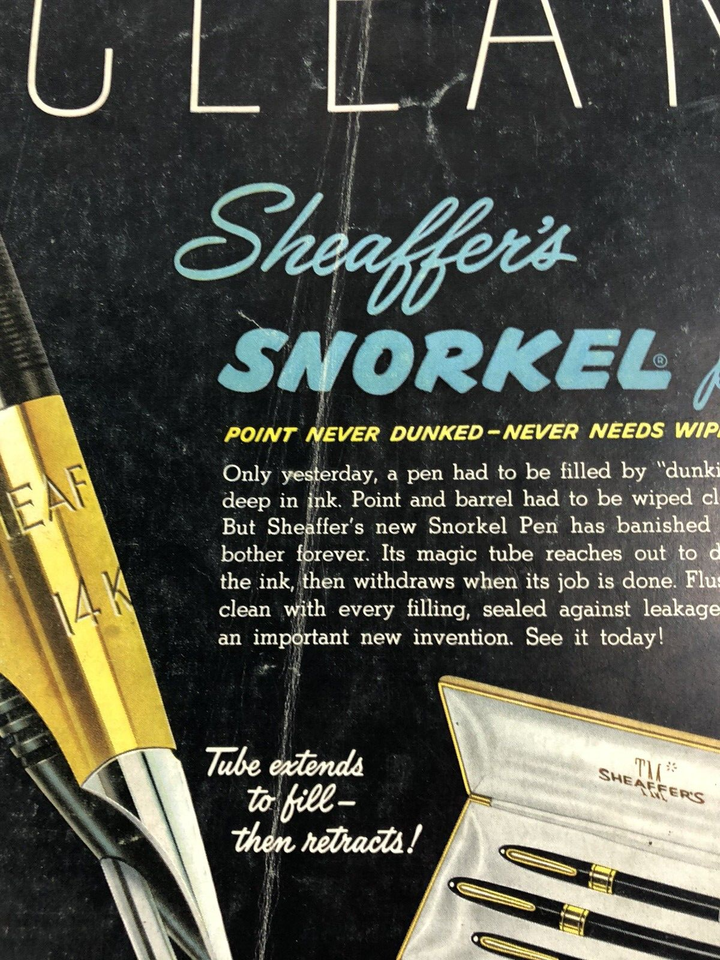 CLEAN
Sheaffer's
SNORKEL®
POINT NEVER DUNKED—NEVER NEEDS WIP
Only yesterday, a pen had to be filled by "dunki
deep in ink. Point and barrel had to be wiped cl
But Sheaffer's new Snorkel Pen has banished
bother forever. Its magic tube reaches out to d
the ink, then withdraws when its job is done. Flus
clean with every filling, sealed against leakage
an important new invention. See it today!
EAF
14 K
Tube extends
to fill—
then retracts!
TM
SHEAFFER'S